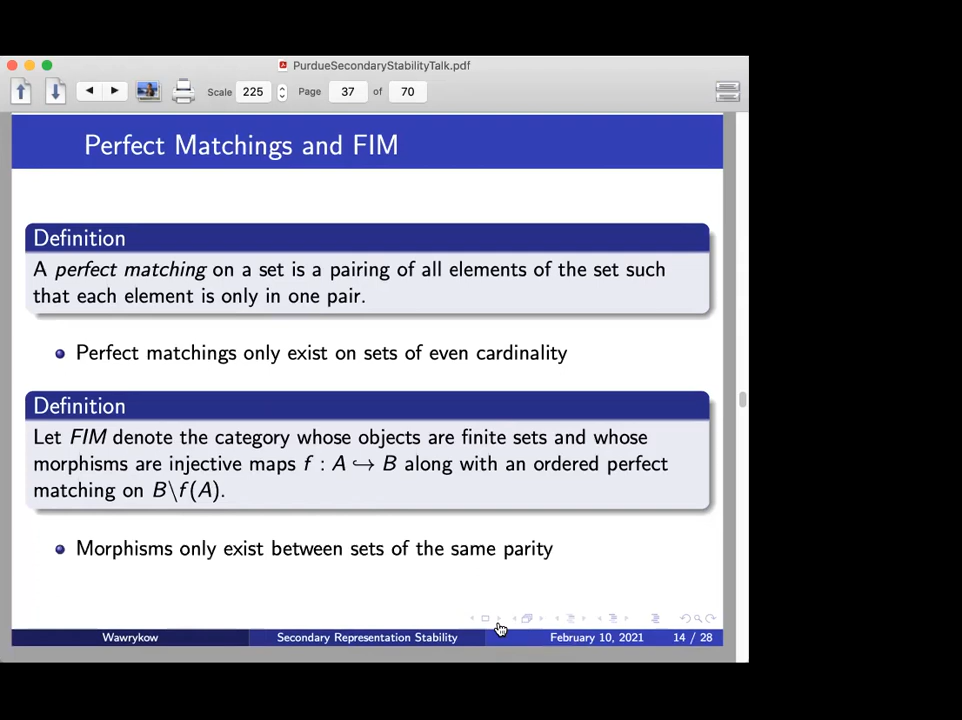 PurdueSecondaryStabilityTalk.pdf
Scale 225 Page 37 of 70
Perfect Matchings and FIM
Definition
A perfect matching on a set is a pairing of all elements of the set such
that each element is only in one pair.
Perfect matchings only exist on sets of even cardinality
Definition
Let FIM denote the category whose objects are finite sets and whose
morphisms are injective maps f : A ↪ B along with an ordered perfect
matching on B\f(A).
Morphisms only exist between sets of the same parity
Wawrykow Secondary Representation Stability February 10, 2021 14 / 28